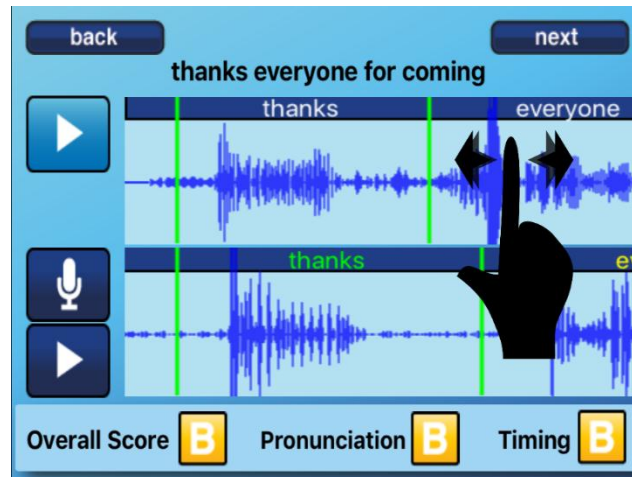 back next
thanks everyone for coming
thanks everyone
thanks
Overall Score B Pronunciation B Timing B